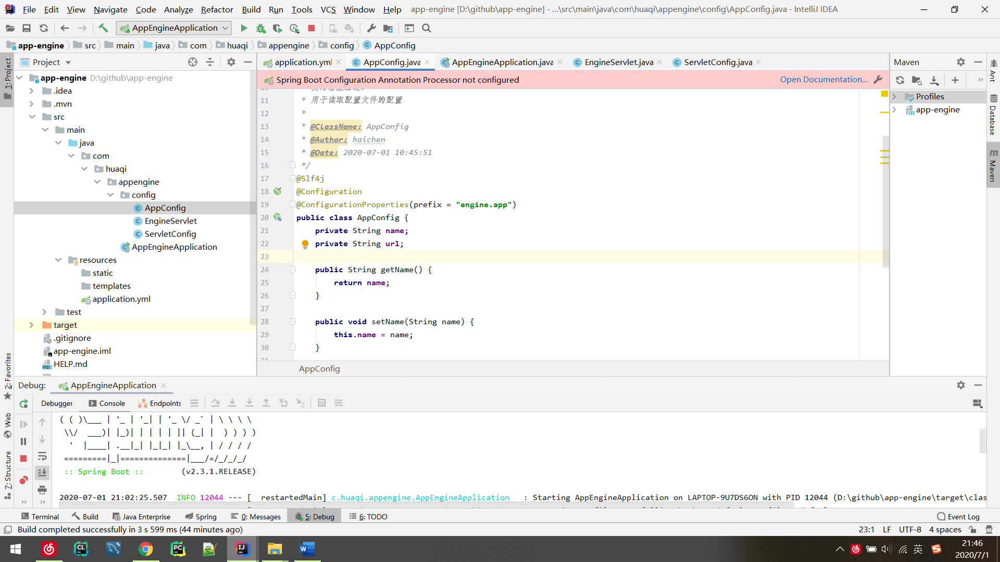 File Edit View Navigate Code Analyze Refactor Build Run Tools VCS Window Help app-engine [D:\github\app-engine] - ...\src\main\java\com\huaqi\appengine\config\AppConfig.java - IntelliJ IDEA
AppEngineApplication
app-engine src main java com huaqi appengine config AppConfig
1: Project
Project
application.yml AppConfig.java AppEngineApplication.java EngineServlet.java ServletConfig.java
Maven
Spring Boot Configuration Annotation Processor not configured Open Documentation...
app-engine D:\github\app-engine
.idea
.mvn
src
main
java
com
huaqi
appengine
config
AppConfig
EngineServlet
ServletConfig
AppEngineApplication
resources
static
templates
application.yml
test
target
.gitignore
app-engine.iml
HELP.md
11 * 用于读取配置文件的配置
12 *
13 * @ClassName: AppConfig
14 * @Author: haichen
15 * @Date: 2020-07-01 10:45:51
16 */
17 @Slf4j
18 @Configuration
19 @ConfigurationProperties(prefix = "engine.app")
20 public class AppConfig {
21 private String name;
22 private String url;
23
24 public String getName() {
25 return name;
26 }
27
28 public void setName(String name) {
29 this.name = name;
30 }
AppConfig
Profiles
app-engine
Ant
Database
Maven
2: Favorites
Web
7: Structure
Debug: AppEngineApplication
Debugger Console Endpoints
( ( )\___ | '_ | '_| | '_ \/ _` | \ \ \ \
\\/ ___)| |_)| | | | | || (_| | ) ) ) )
' |____| .__|_| |_|_| |_\__, | / / / /
=========|_|==============|___/=/_/_/_/
:: Spring Boot :: (v2.3.1.RELEASE)
2020-07-01 21:02:25.507 INFO 12044 --- [ restartedMain] c.huaqi.appengine.AppEngineApplication : Starting AppEngineApplication on LAPTOP-9U7DS6ON with PID 12044 (D:\github\app-engine\target\clas
Terminal Build Java Enterprise Spring 0: Messages 5: Debug 6: TODO Event Log
Build completed successfully in 3 s 599 ms (44 minutes ago) 23:1 LF UTF-8 4 spaces
英
21:46
2020/7/1